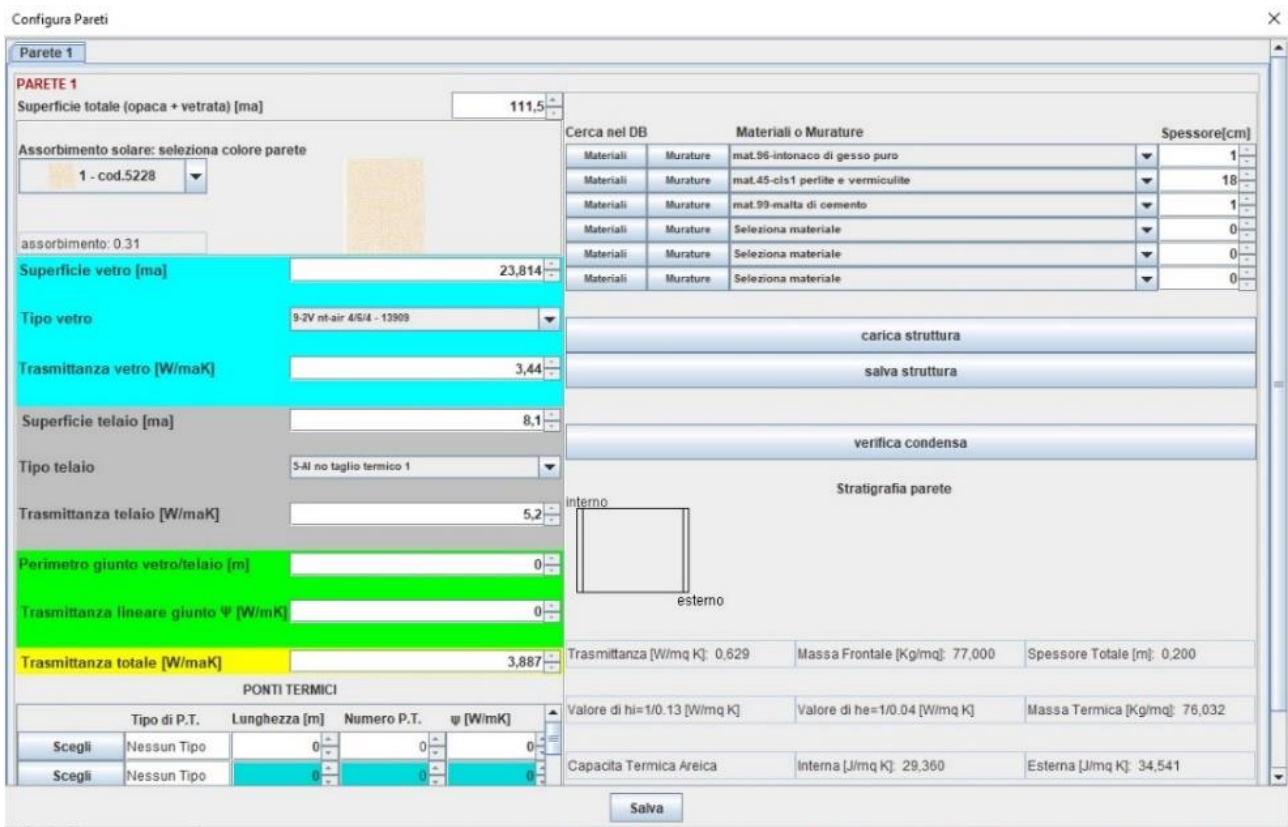 Configura Pareti
Parete 1
PARETE 1
Superficie totale (opaca + vetrata) [ma] 111,5
Assorbimento solare: seleziona colore parete
1 - cod.5228
assorbimento: 0.31
Superficie vetro [ma] 23,814
Tipo vetro 9-2V nt-air 4/6/4 - 13909
Trasmittanza vetro [W/maK] 3,44
Superficie telaio [ma] 8,1
Tipo telaio 5-Al no taglio termico 1
Trasmittanza telaio [W/maK] 5,2
Perimetro giunto vetro/telaio [m] 0
Trasmittanza lineare giunto Ψ [W/mK] 0
Trasmittanza totale [W/maK] 3,887
PONTI TERMICI
Tipo di P.T. Lunghezza [m] Numero P.T. ψ [W/mK]
Scegli Nessun Tipo 0 0 0
Scegli Nessun Tipo 0 0 0
Cerca nel DB Materiali o Murature Spessore[cm]
Materiali Murature mat.96-intonaco di gesso puro 1
Materiali Murature mat.45-cls1 perlite e vermiculite 18
Materiali Murature mat.99-malta di cemento 1
Materiali Murature Seleziona materiale 0
Materiali Murature Seleziona materiale 0
Materiali Murature Seleziona materiale 0
carica struttura
salva struttura
verifica condensa
Stratigrafia parete
interno
esterno
Trasmittanza [W/mq K]: 0,629 Massa Frontale [Kg/mq]: 77,000 Spessore Totale [m]: 0,200
Valore di hi=1/0.13 [W/mq K] Valore di he=1/0.04 [W/mq K] Massa Termica [Kg/mq]: 76,032
Capacita Termica Areica Interna [J/mq K]: 29,360 Esterna [J/mq K]: 34,541
Salva